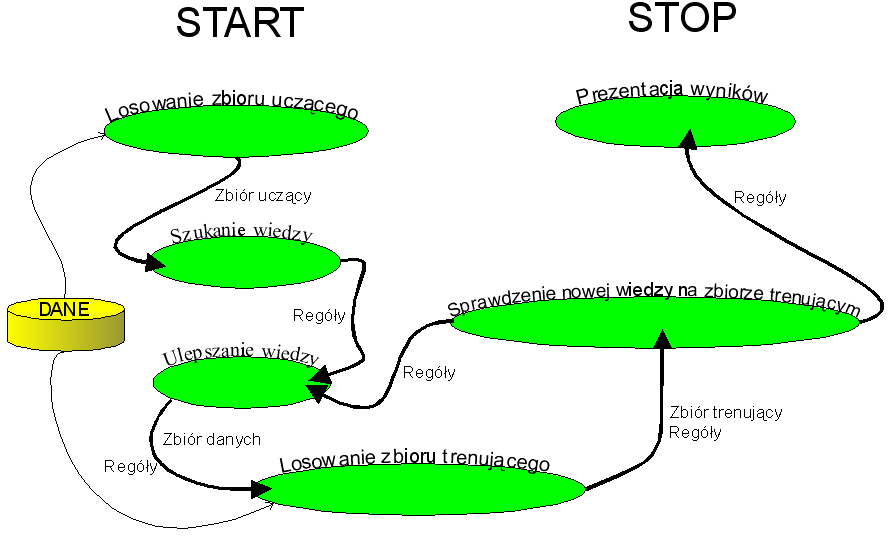 START
STOP
Losowanie zbioru uczącego
Prezentacja wyników
Zbiór uczący
Regóły
Szukanie wiedzy
DANE
Regóły
Sprawdzenie nowej wiedzy na zbiorze trenującym
Ulepszanie wiedzy
Regóły
Zbiór danych
Regóły
Zbiór trenujący
Regóły
Losowanie zbioru trenującego